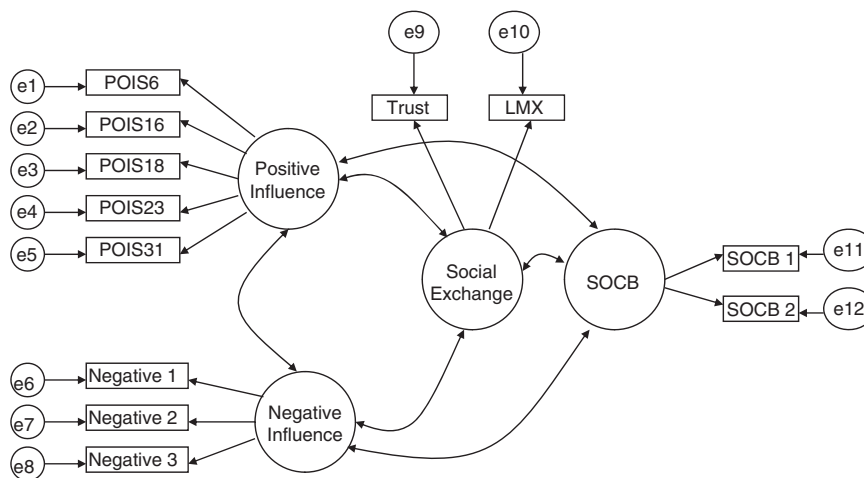 e9
e10
e1
POIS6
Trust
LMX
e2
POIS16
e3
POIS18
Positive
Influence
e4
POIS23
e5
POIS31
Social
Exchange
SOCB
SOCB 1
e11
SOCB 2
e12
e6
Negative 1
e7
Negative 2
Negative
Influence
e8
Negative 3